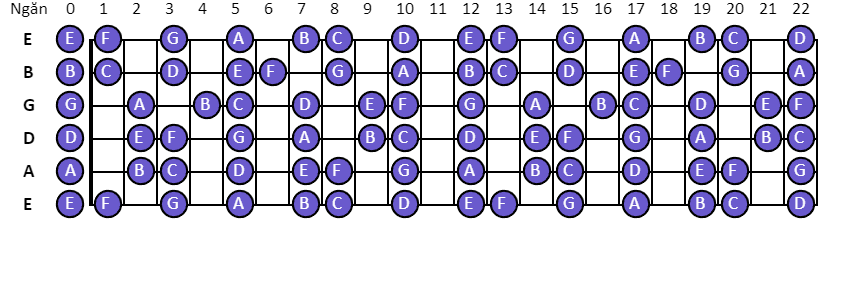 Ngăn 0 1 2 3 4 5 6 7 8 9 10 11 12 13 14 15 16 17 18 19 20 21 22
E E F G A B C D E F G A B C D
B B C D E F G A B C D E F G A
G G A B C D E F G A B C D E F
D D E F G A B C D E F G A B C
A A B C D E F G A B C D E F G
E E F G A B C D E F G A B C D